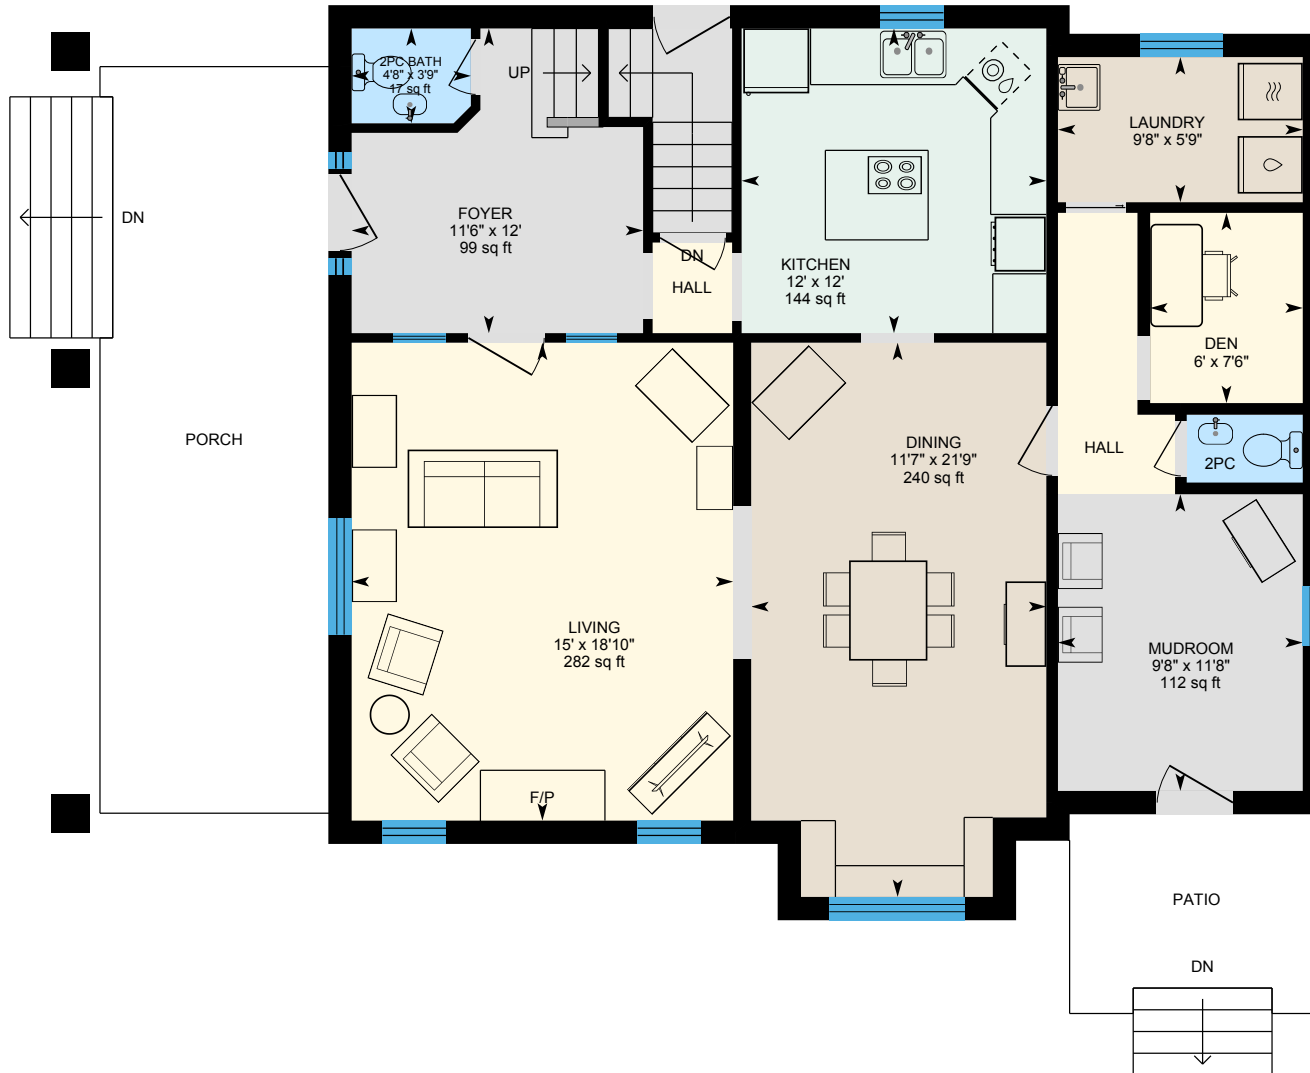 2PC BATH
4'8" x 3'9"
17 sq ft
UP
LAUNDRY
9'8" x 5'9"
DN
FOYER
11'6" x 12'
99 sq ft
DN
HALL
KITCHEN
12' x 12'
144 sq ft
DEN
6' x 7'6"
PORCH
DINING
11'7" x 21'9"
240 sq ft
HALL
2PC
LIVING
15' x 18'10"
282 sq ft
MUDROOM
9'8" x 11'8"
112 sq ft
F/P
PATIO
DN